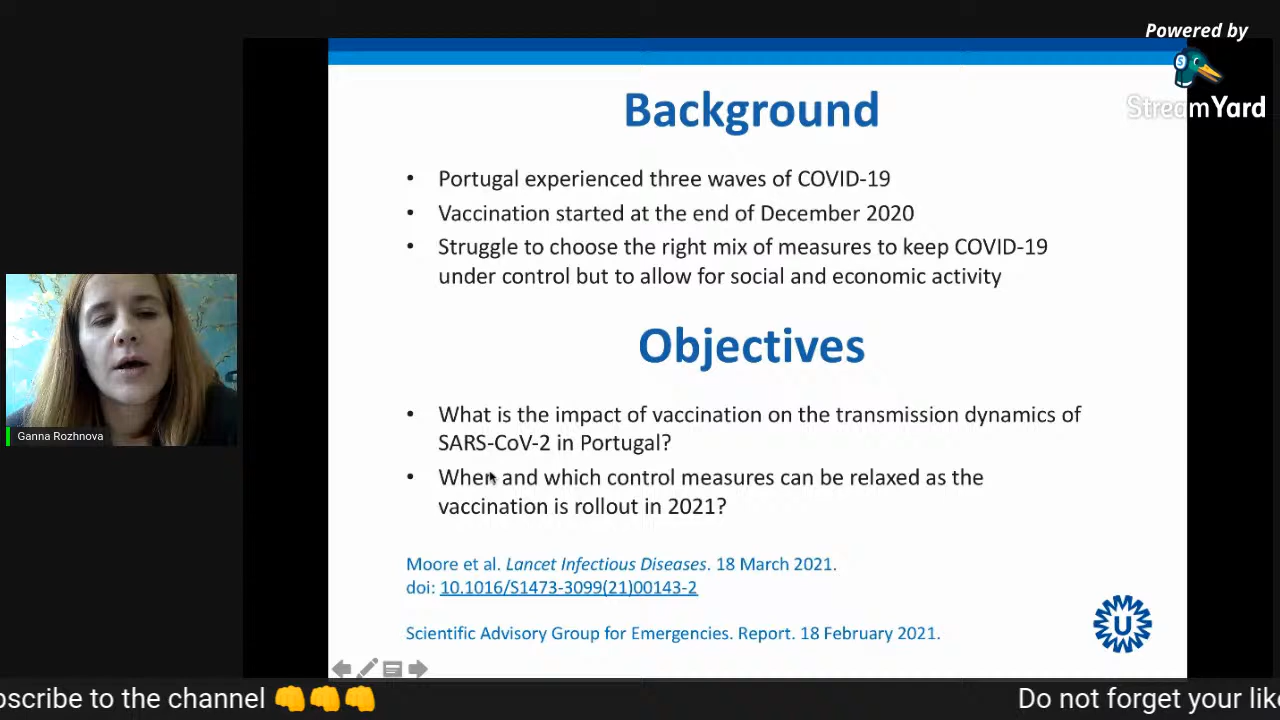 Powered by
StreamYard
Background
• Portugal experienced three waves of COVID-19
• Vaccination started at the end of December 2020
• Struggle to choose the right mix of measures to keep COVID-19
under control but to allow for social and economic activity
Objectives
• What is the impact of vaccination on the transmission dynamics of
SARS-CoV-2 in Portugal?
• When and which control measures can be relaxed as the
vaccination is rollout in 2021?
Moore et al. Lancet Infectious Diseases. 18 March 2021.
doi: 10.1016/S1473-3099(21)00143-2
Scientific Advisory Group for Emergencies. Report. 18 February 2021.
U
Ganna Rozhnova
bscribe to the channel 👊👊👊
Do not forget your like